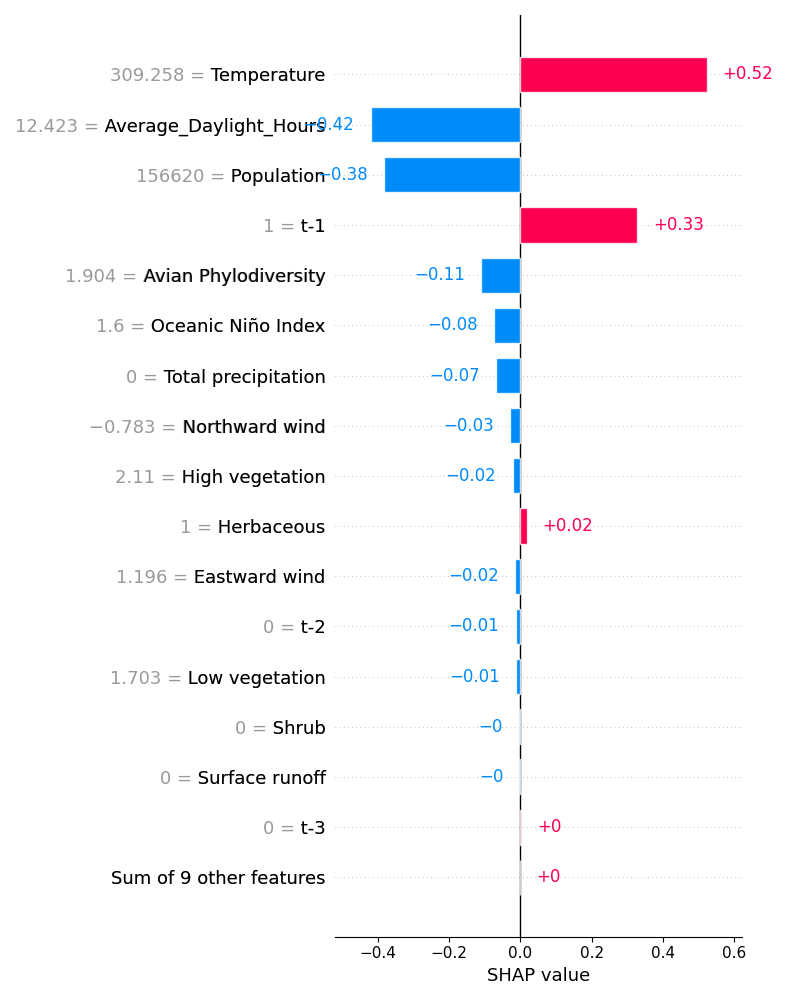 309.258 = Temperature +0.52
12.423 = Average_Daylight_Hours −0.42
156620 = Population −0.38
1 = t-1 +0.33
1.904 = Avian Phylodiversity −0.11
1.6 = Oceanic Niño Index −0.08
0 = Total precipitation −0.07
−0.783 = Northward wind −0.03
2.11 = High vegetation −0.02
1 = Herbaceous +0.02
1.196 = Eastward wind −0.02
0 = t-2 −0.01
1.703 = Low vegetation −0.01
0 = Shrub −0
0 = Surface runoff −0
0 = t-3 +0
Sum of 9 other features +0
−0.4 −0.2 0.0 0.2 0.4 0.6
SHAP value